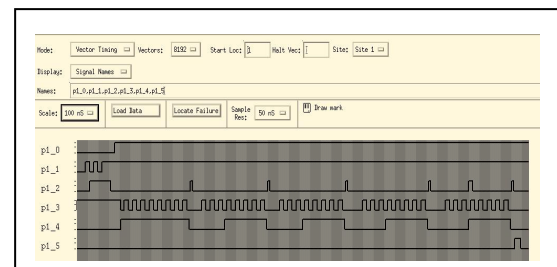 Mode: Vector Timing Vectors: 8192 Start Loc: 1 Halt Vec: Site: Site 1
Display: Signal Names
Names: p1_0,p1_1,p1_2,p1_3,p1_4,p1_5
Scale: 100 nS Load Data Locate Failure Sample Res: 50 nS Draw mark
p1_0
p1_1
p1_2
p1_3
p1_4
p1_5